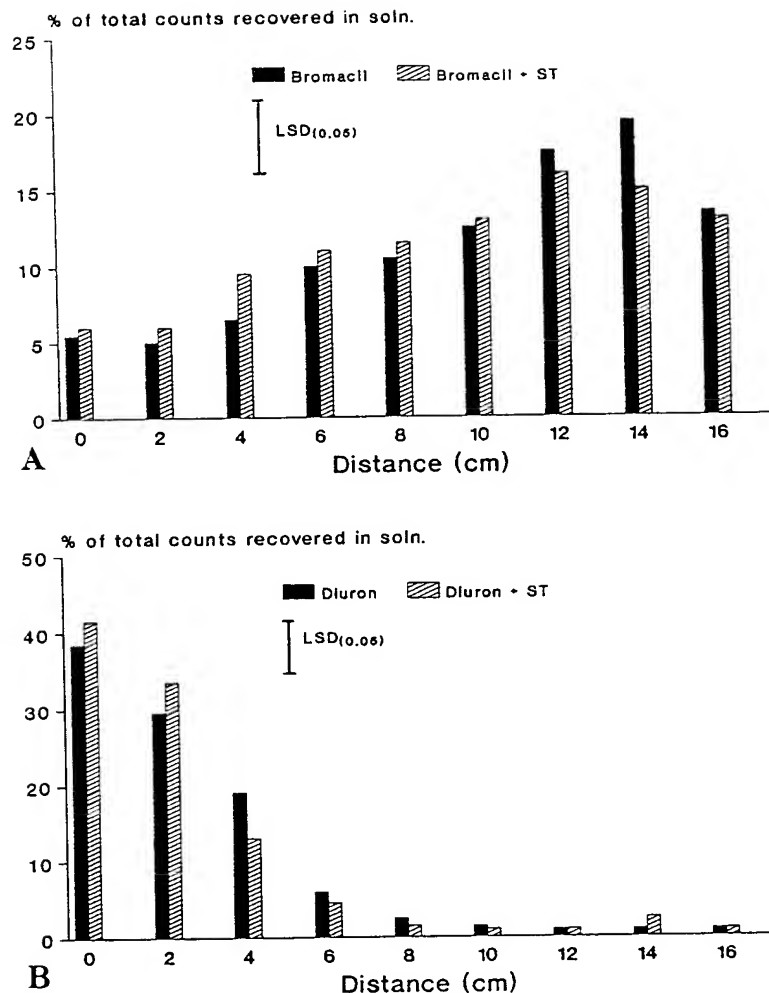 % of total counts recovered in soln.
25
Bromacil
Bromacil + ST
20
LSD(0.05)
15
10
5
0
0 2 4 6 8 10 12 14 16
A
Distance (cm)
% of total counts recovered in soln.
50
Diuron
Diuron + ST
40
LSD(0.05)
30
20
10
0
0 2 4 6 8 10 12 14 16
B
Distance (cm)